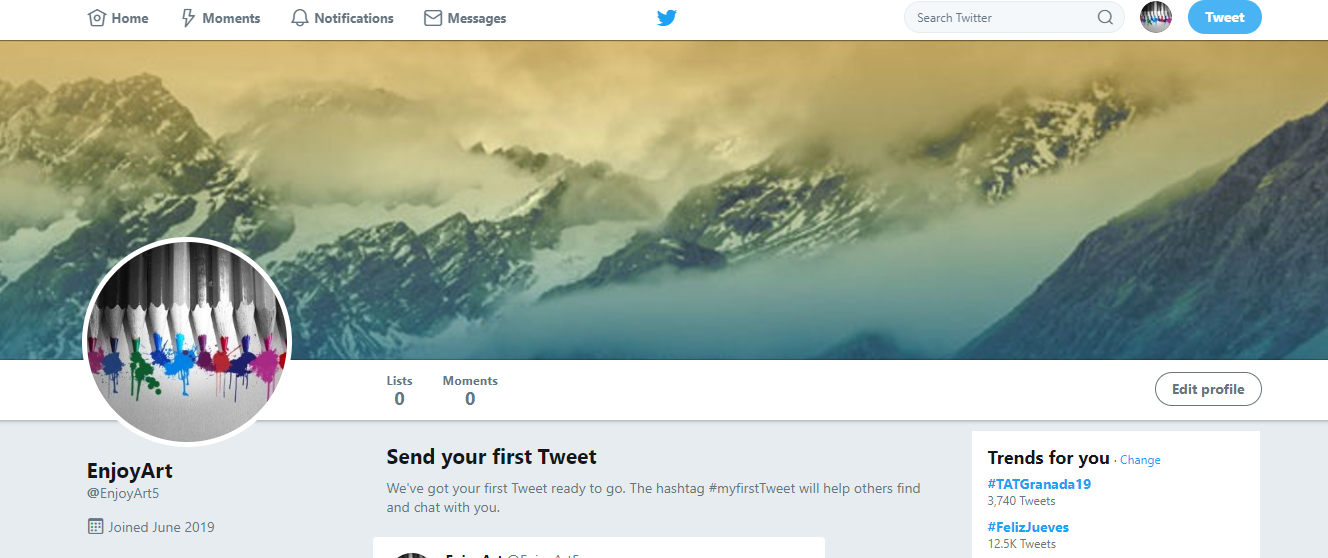 Home
Moments
Notifications
Messages
Search Twitter
Tweet
Lists
0
Moments
0
Edit profile
EnjoyArt
@EnjoyArt5
Joined June 2019
Send your first Tweet
We've got your first Tweet ready to go. The hashtag #myfirstTweet will help others find
and chat with you.
EnjoyArt @EnjoyArt5
Trends for you · Change
#TATGranada19
3,740 Tweets
#FelizJueves
12.5K Tweets